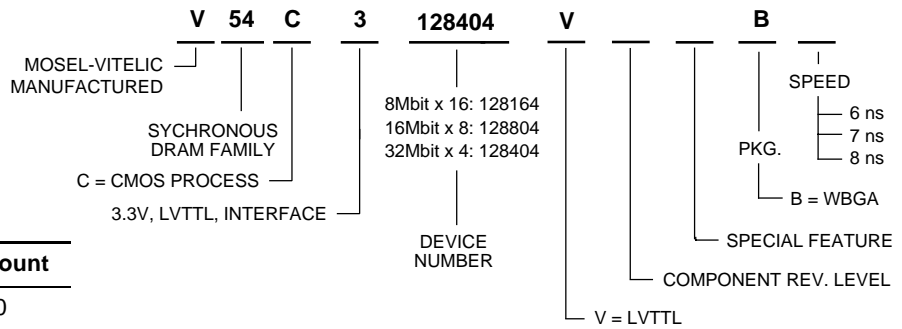 V 54 C 3 128404 V B
MOSEL-VITELIC
MANUFACTURED
SPEED
6 ns
7 ns
8 ns
8Mbit x 16: 128164
16Mbit x 8: 128804
32Mbit x 4: 128404
SYCHRONOUS
DRAM FAMILY
PKG.
C = CMOS PROCESS
B = WBGA
3.3V, LVTTL, INTERFACE
DEVICE
NUMBER
SPECIAL FEATURE
COMPONENT REV. LEVEL
V = LVTTL